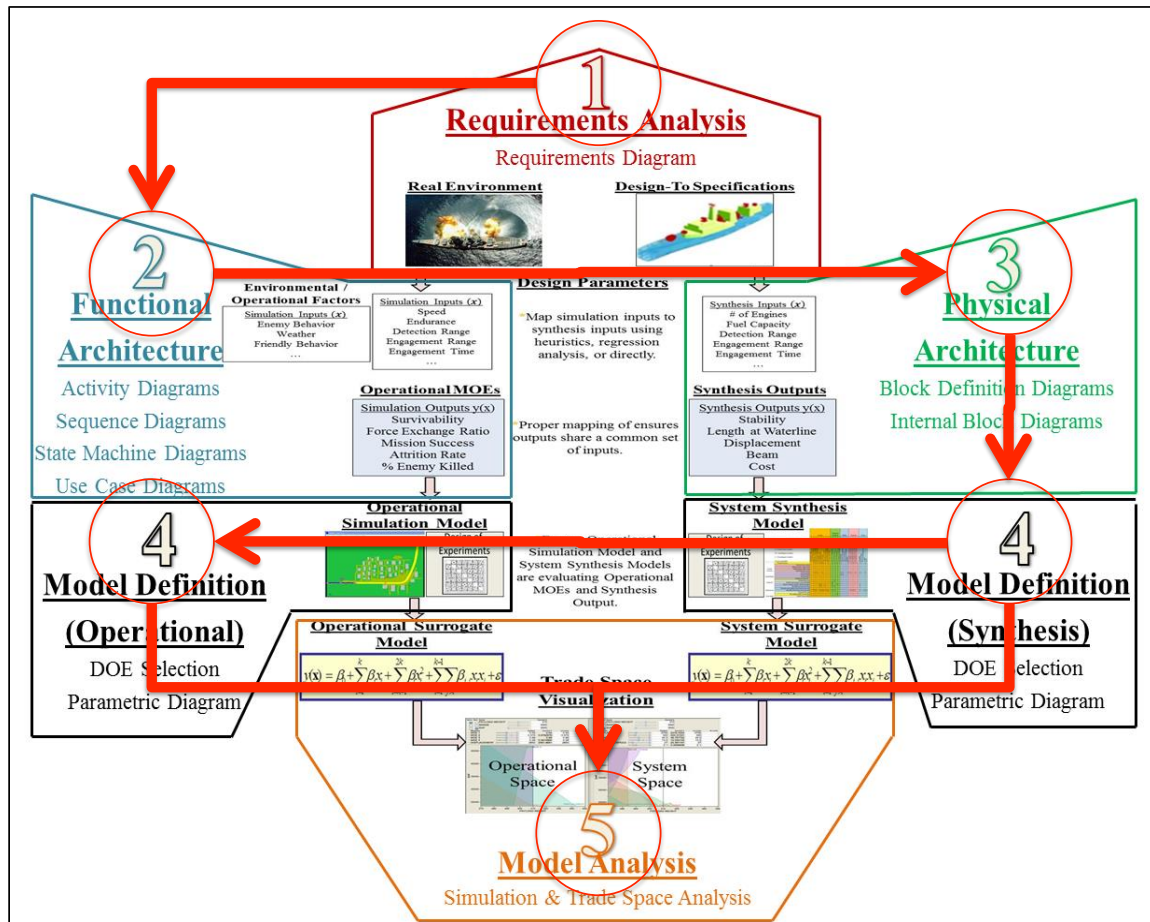 1
Requirements Analysis
Requirements Diagram
Real Environment
Design-To Specifications
2
Functional
Architecture
Activity Diagrams
Sequence Diagrams
State Machine Diagrams
Use Case Diagrams
Environmental /
Operational Factors
Simulation Inputs (x)
Enemy Behavior
Weather
Friendly Behavior
…
Simulation Inputs (x)
Speed
Endurance
Detection Range
Engagement Range
Engagement Time
…
Operational MOEs
Simulation Outputs y(x)
Survivability
Force Exchange Ratio
Mission Success
Attrition Rate
% Enemy Killed
Design Parameters
*Map simulation inputs to
synthesis inputs using
heuristics, regression
analysis, or directly.
*Proper mapping of ensures
outputs share a common set
of inputs.
Synthesis Inputs (x)
# of Engines
Fuel Capacity
Detection Range
Engagement Range
Engagement Time
…
Synthesis Outputs
Synthesis Outputs y(x)
Stability
Length at Waterline
Displacement
Beam
Cost
3
Physical
Architecture
Block Definition Diagrams
Internal Block Diagrams
4
Model Definition
(Operational)
DOE Selection
Parametric Diagram
Operational
Simulation Model
Design of
Experiments
Operational
Simulation Model and
System Synthesis Models
are evaluating Operational
MOEs and Synthesis
Output.
System Synthesis
Model
Design of
Experiments
4
Model Definition
(Synthesis)
DOE Selection
Parametric Diagram
Operational Surrogate
Model
System Surrogate
Model
Trade Space
Visualization
Operational
Space
System
Space
5
Model Analysis
Simulation & Trade Space Analysis